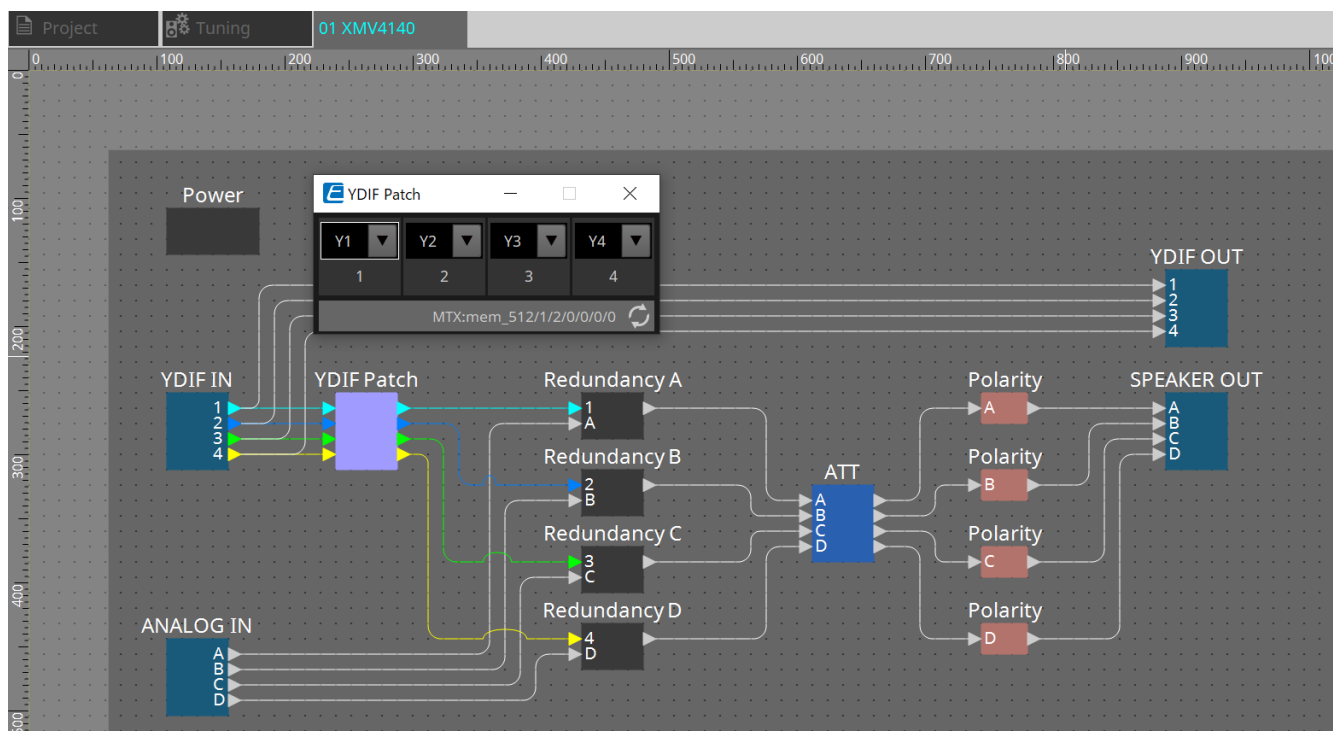 Project
Tuning
01 XMV4140
0 100 200 300 400 500 600 700 800 900
0
100
200
300
400
Power
YDIF Patch
Y1 Y2 Y3 Y4
1 2 3 4
MTX:mem_512/1/2/0/0/0/0
YDIF OUT
1
2
3
4
YDIF IN
1
2
3
4
YDIF Patch
Redundancy A
1
A
Redundancy B
2
B
Redundancy C
3
C
Redundancy D
4
D
ATT
A
B
C
D
Polarity
A
Polarity
B
Polarity
C
Polarity
D
SPEAKER OUT
A
B
C
D
ANALOG IN
A
B
C
D